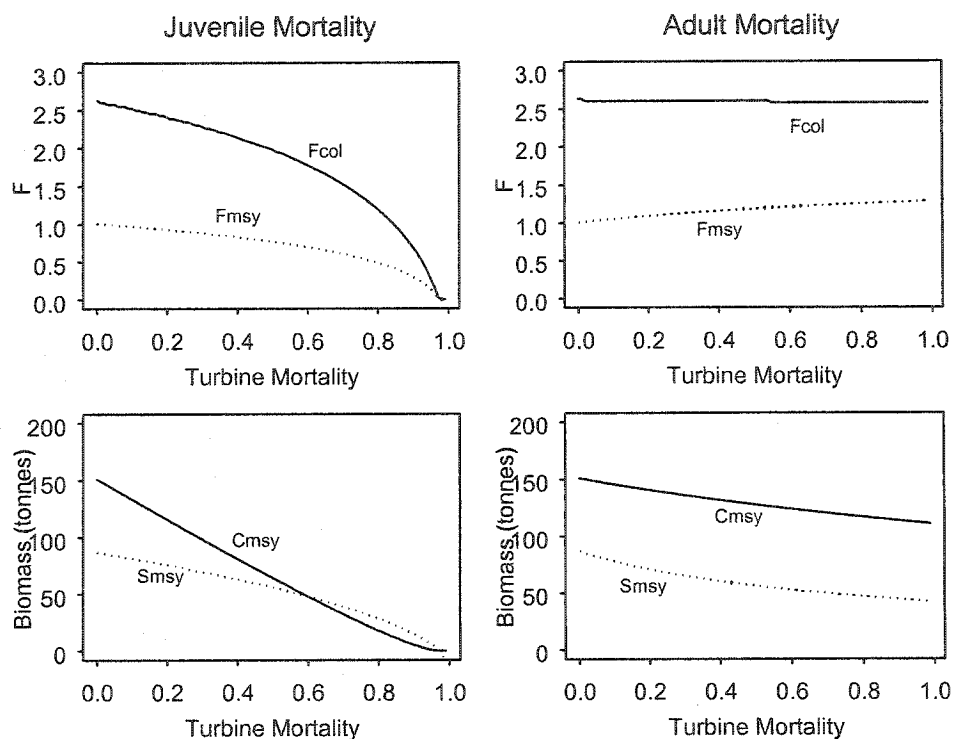 Juvenile Mortality
Adult Mortality
3.0
2.5
2.0
1.5
1.0
0.5
0.0
F
Fcol
Fmsy
0.0 0.2 0.4 0.6 0.8 1.0
Turbine Mortality
3.0
2.5
2.0
1.5
1.0
0.5
0.0
F
Fcol
Fmsy
0.0 0.2 0.4 0.6 0.8 1.0
Turbine Mortality
200
150
100
50
0
Biomass (tonnes)
Cmsy
Smsy
0.0 0.2 0.4 0.6 0.8 1.0
Turbine Mortality
200
150
100
50
0
Biomass (tonnes)
Cmsy
Smsy
0.0 0.2 0.4 0.6 0.8 1.0
Turbine Mortality